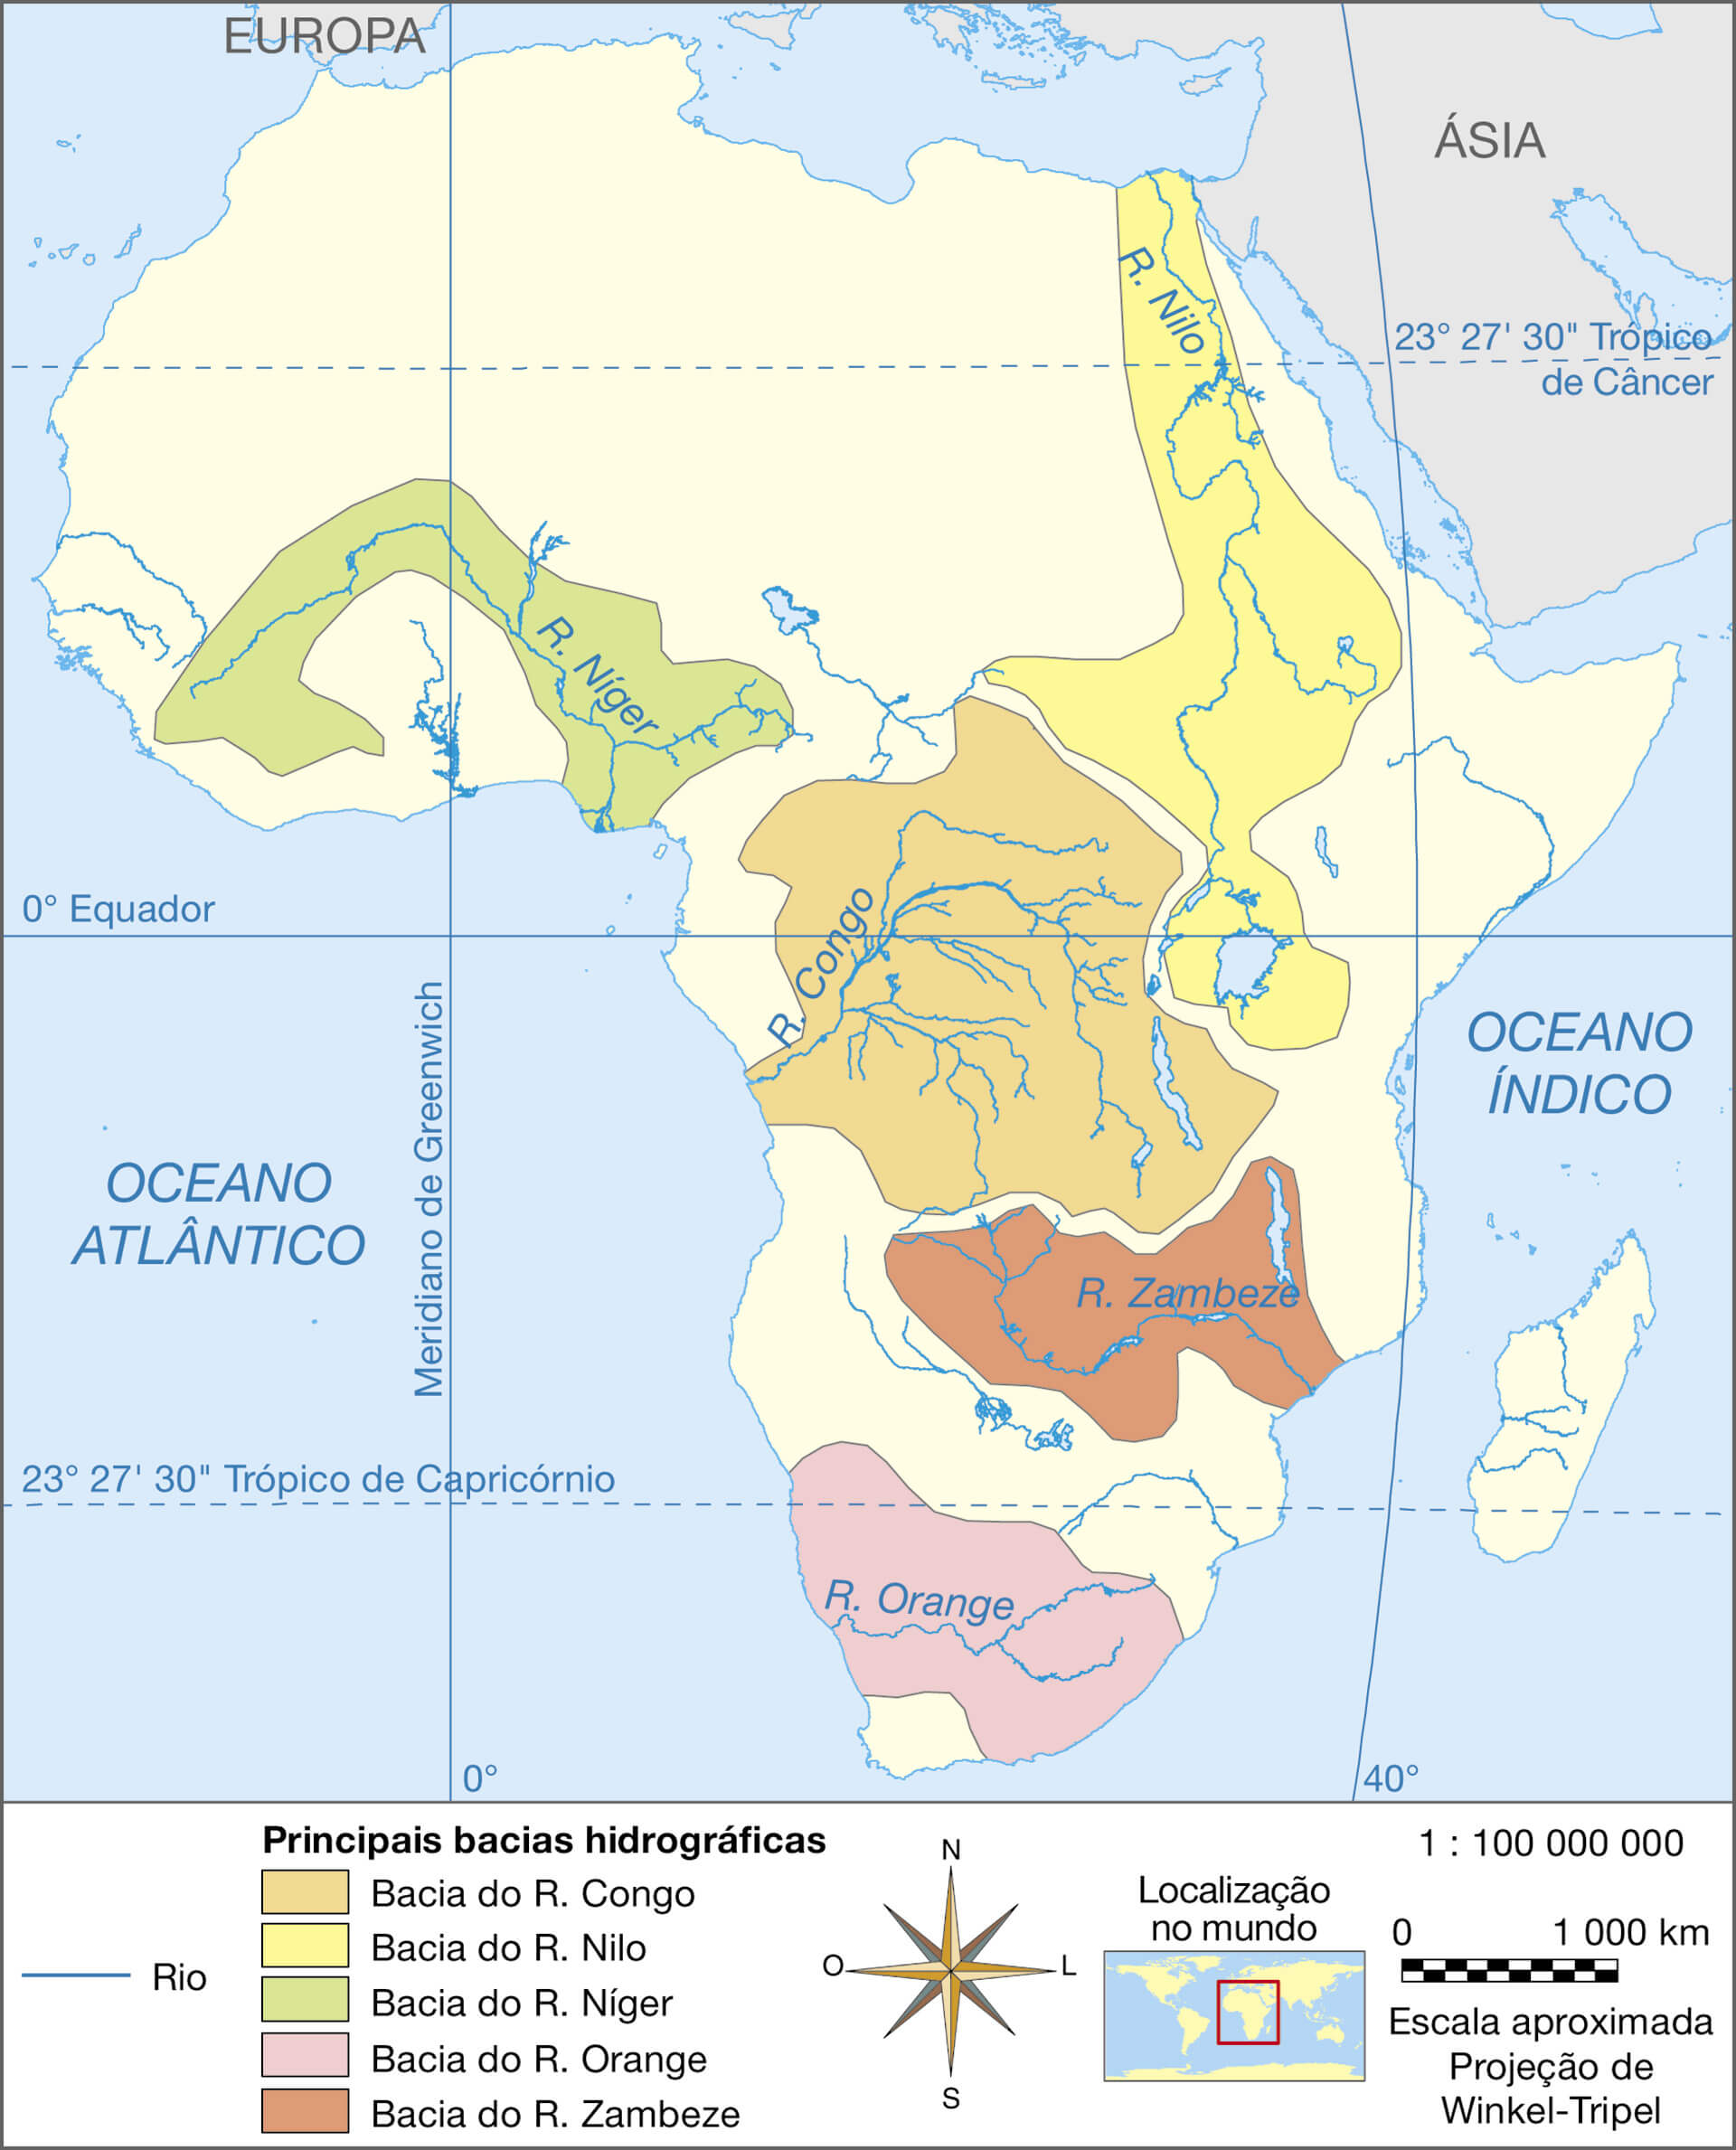 EUROPA
ÁSIA
R. Nilo
23° 27' 30" Trópico
de Câncer
R. Níger
R. Congo
0° Equador
Meridiano de Greenwich
OCEANO
ÍNDICO
OCEANO
ATLÂNTICO
R. Zambeze
23° 27' 30" Trópico de Capricórnio
R. Orange
0°
40°
Principais bacias hidrográficas
Bacia do R. Congo
Bacia do R. Nilo
Bacia do R. Níger
Bacia do R. Orange
Bacia do R. Zambeze
Rio
N
O
L
S
Localização
no mundo
1 : 100 000 000
0 1 000 km
Escala aproximada
Projeção de
Winkel-Tripel